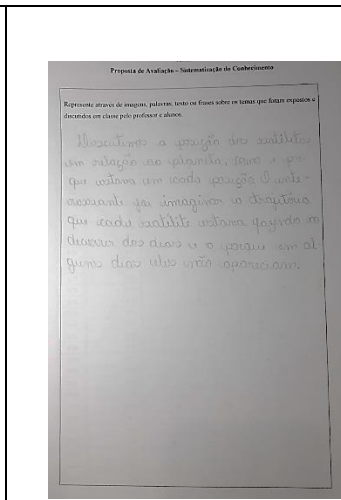 Proposta de Avaliação – Sistematização do Conhecimento
Represente através de imagens, palavras, texto ou frases sobre os temas que foram expostos e
discutidos em classe pelo professor e alunos.
Discutimos a posição dos satélites
em relação ao planeta, como e por
que estava em cada posição. O inte-
ressante foi imaginar a trajetória
que cada satélite estava fazendo no
decorrer dos dias e o porque em al
guns dias eles não apareciam.